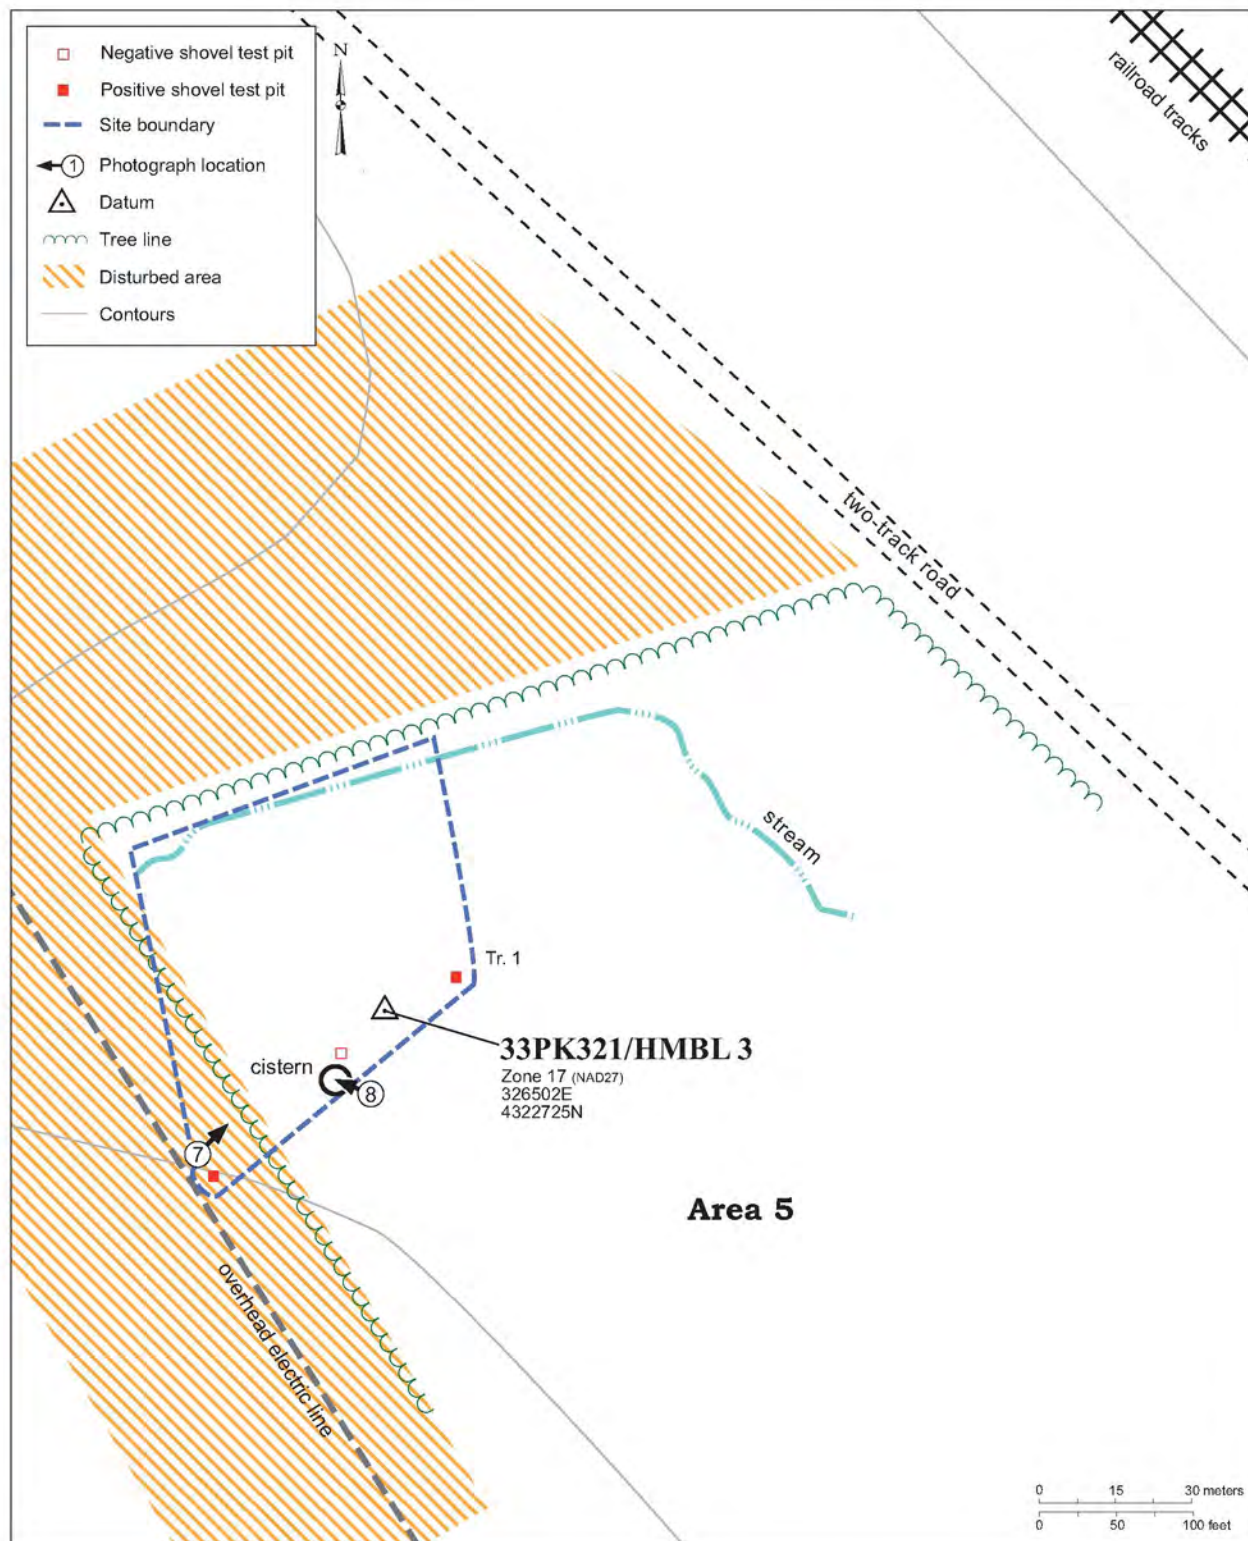 Negative shovel test pit
Positive shovel test pit
Site boundary
1 Photograph location
Datum
Tree line
Disturbed area
Contours
N
railroad tracks
two-track road
stream
Tr. 1
33PK321/HMBL 3
Zone 17 (NAD27)
326502E
4322725N
cistern
8
7
Area 5
overhead electric line
0 15 30 meters
0 50 100 feet